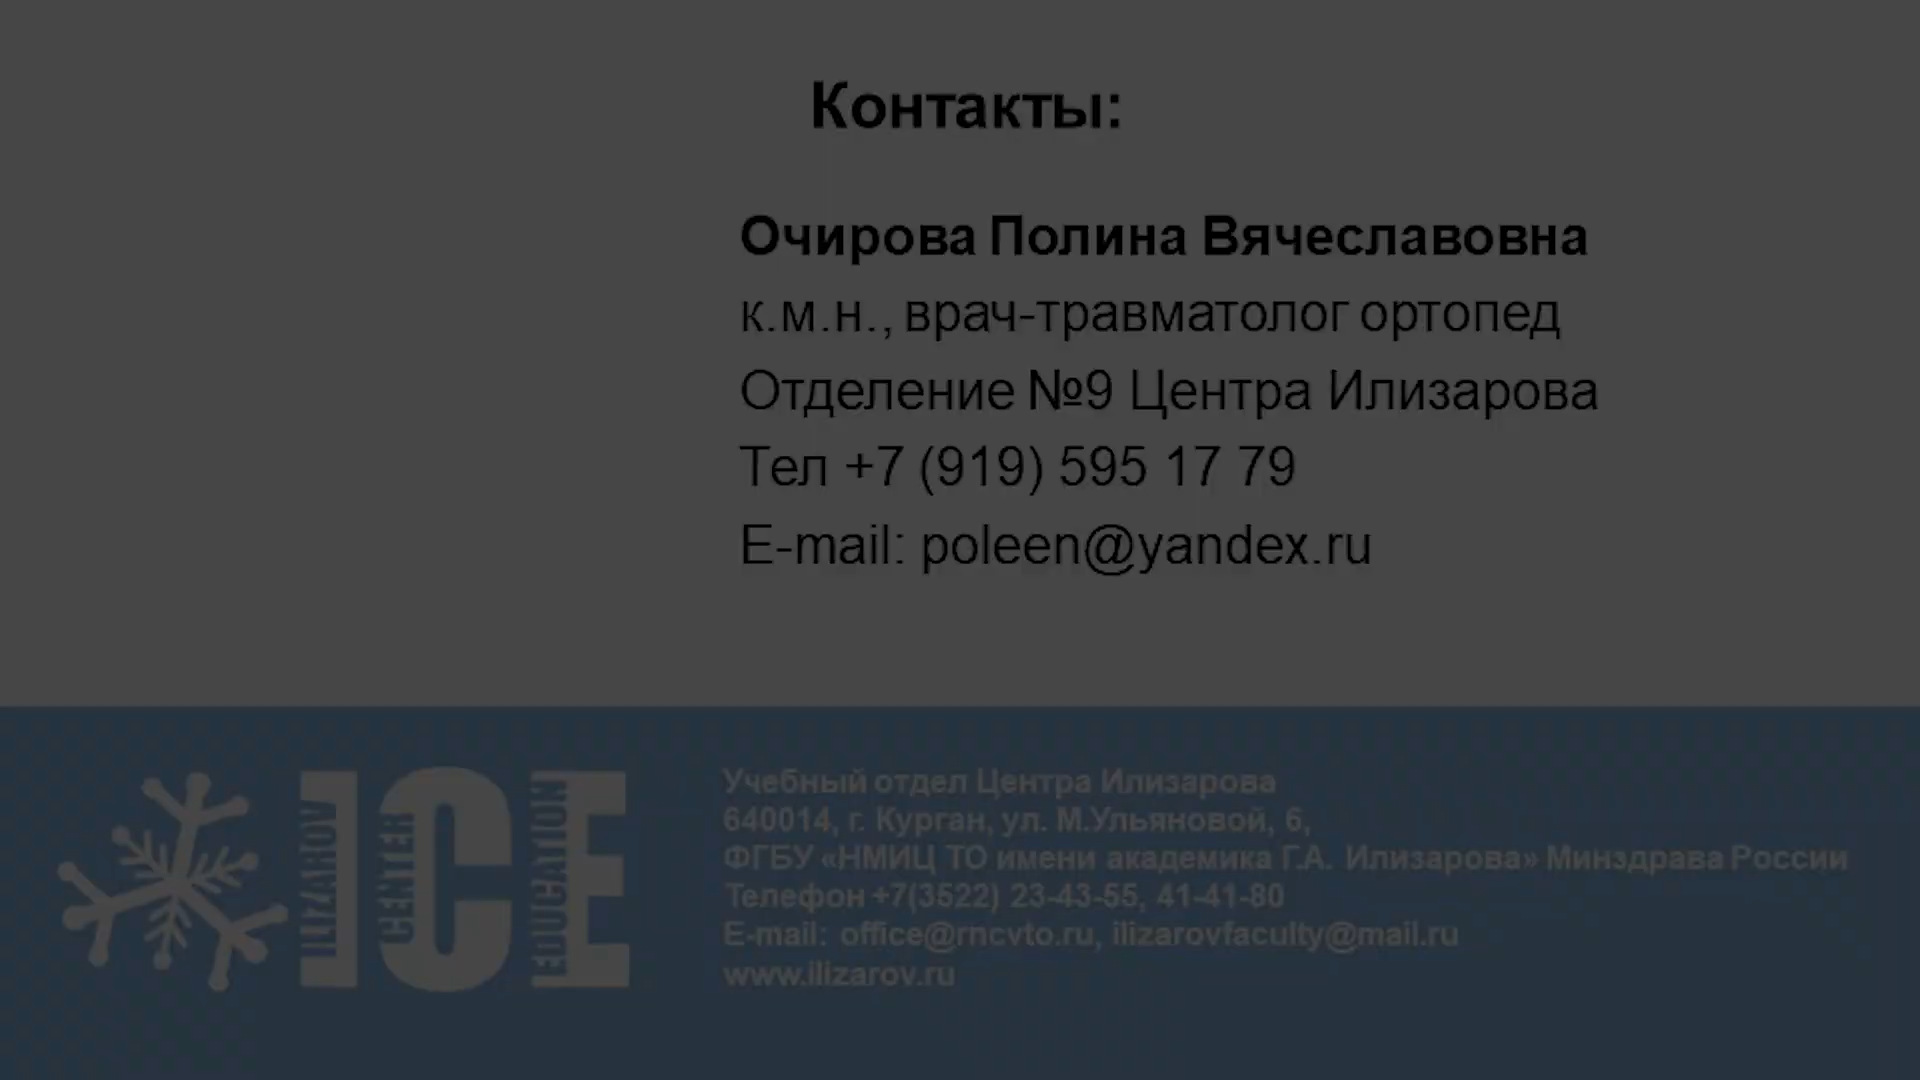 Контакты:
Очирова Полина Вячеславовна
к.м.н., врач-травматолог ортопед
Отделение №9 Центра Илизарова
Тел +7 (919) 595 17 79
E-mail: poleen@yandex.ru
ICE
ILIZAROV
CENTER
EDUCATION
Учебный отдел Центра Илизарова
640014, г. Курган, ул. М.Ульяновой, 6,
ФГБУ «НМИЦ ТО имени академика Г.А. Илизарова» Минздрава России
Телефон +7(3522) 23-43-55, 41-41-80
E-mail: office@rncvto.ru, ilizarovfaculty@mail.ru
www.ilizarov.ru